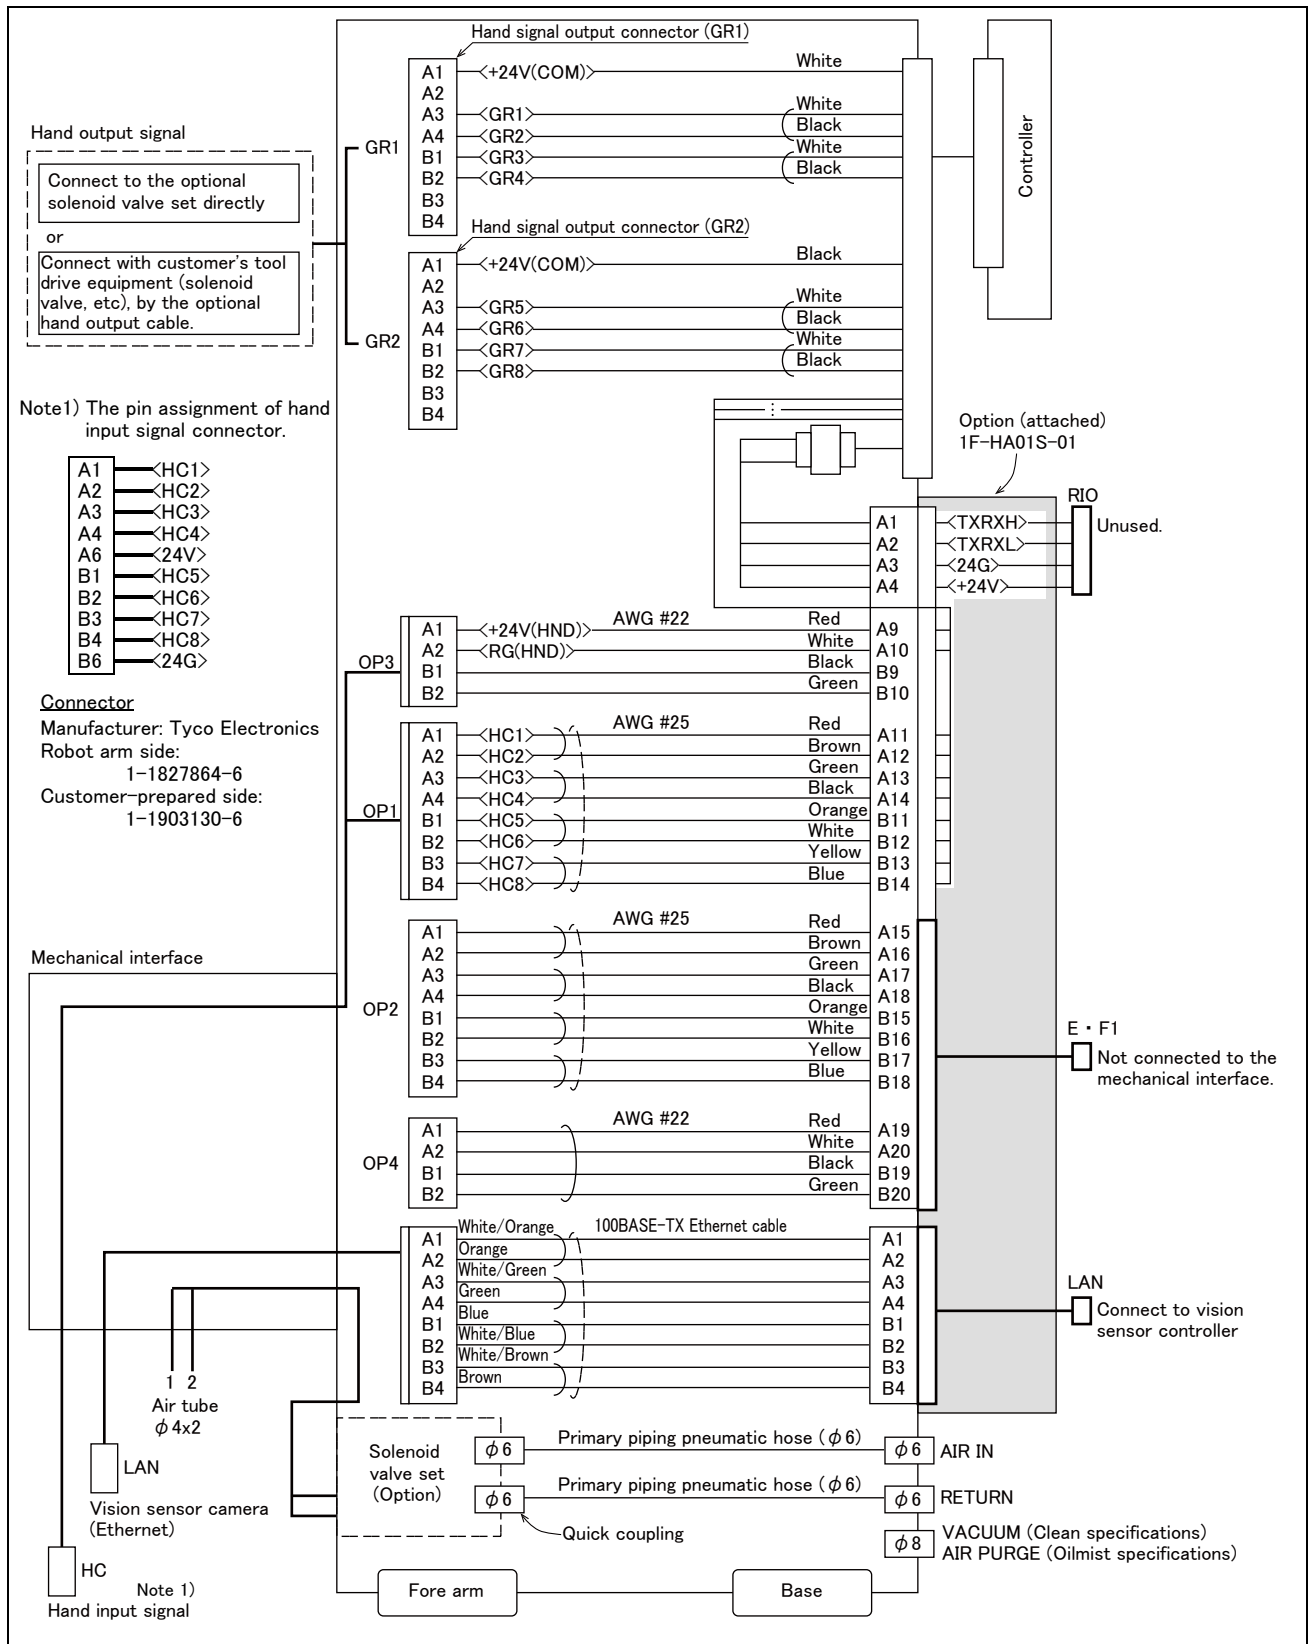 Hand signal output connector (GR1)
A1 <+24V(COM)> White
A2
A3 <GR1> White
A4 <GR2> Black
B1 <GR3> White
B2 <GR4> Black
B3
B4
GR1
Controller
Hand output signal
Connect to the optional
solenoid valve set directly
or
Connect with customer's tool
drive equipment (solenoid
valve, etc), by the optional
hand output cable.
Hand signal output connector (GR2)
A1 <+24V(COM)> Black
A2
A3 <GR5> White
A4 <GR6> Black
B1 <GR7> White
B2 <GR8> Black
B3
B4
GR2
Note1) The pin assignment of hand
input signal connector.
A1 <HC1>
A2 <HC2>
A3 <HC3>
A4 <HC4>
A6 <24V>
B1 <HC5>
B2 <HC6>
B3 <HC7>
B4 <HC8>
B6 <24G>
Connector
Manufacturer: Tyco Electronics
Robot arm side:
1-1827864-6
Customer-prepared side:
1-1903130-6
Option (attached)
1F-HA01S-01
RIO
A1 <TXRXH>
A2 <TXRXL>
A3 <24G>
A4 <+24V>
Unused.
OP3
A1 <+24V(HND)> AWG #22 Red A9
A2 <RG(HND)> White A10
B1 Black B9
B2 Green B10
OP1
A1 <HC1> AWG #25 Red A11
A2 <HC2> Brown A12
A3 <HC3> Green A13
A4 <HC4> Black A14
B1 <HC5> Orange B11
B2 <HC6> White B12
B3 <HC7> Yellow B13
B4 <HC8> Blue B14
Mechanical interface
OP2
A1 AWG #25 Red A15
A2 Brown A16
A3 Green A17
A4 Black A18
B1 Orange B15
B2 White B16
B3 Yellow B17
B4 Blue B18
E・F1
Not connected to the
mechanical interface.
OP4
A1 AWG #22 Red A19
A2 White A20
B1 Black B19
B2 Green B20
A1 White/Orange 100BASE-TX Ethernet cable A1
A2 Orange A2
A3 White/Green A3
A4 Green A4
B1 Blue B1
B2 White/Blue B2
B3 White/Brown B3
B4 Brown B4
LAN
Connect to vision
sensor controller
1 2
Air tube
φ4x2
LAN
Vision sensor camera
(Ethernet)
HC
Note 1)
Hand input signal
Solenoid
valve set
(Option)
φ6 Primary piping pneumatic hose (φ6) φ6 AIR IN
φ6 Primary piping pneumatic hose (φ6) φ6 RETURN
Quick coupling
φ8 VACUUM (Clean specifications)
AIR PURGE (Oilmist specifications)
Fore arm
Base